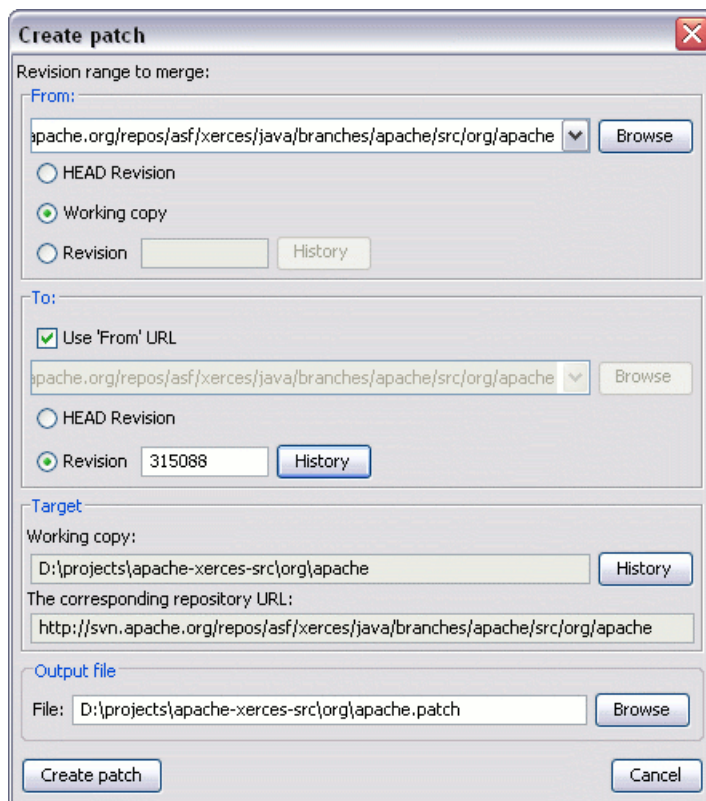 Create patch
Revision range to merge:
From:
apache.org/repos/asf/xerces/java/branches/apache/src/org/apache Browse
HEAD Revision
Working copy
Revision History
To:
Use 'From' URL
apache.org/repos/asf/xerces/java/branches/apache/src/org/apache Browse
HEAD Revision
Revision 315088 History
Target
Working copy:
D:\projects\apache-xerces-src\org\apache History
The corresponding repository URL:
http://svn.apache.org/repos/asf/xerces/java/branches/apache/src/org/apache
Output file
File: D:\projects\apache-xerces-src\org\apache.patch Browse
Create patch Cancel